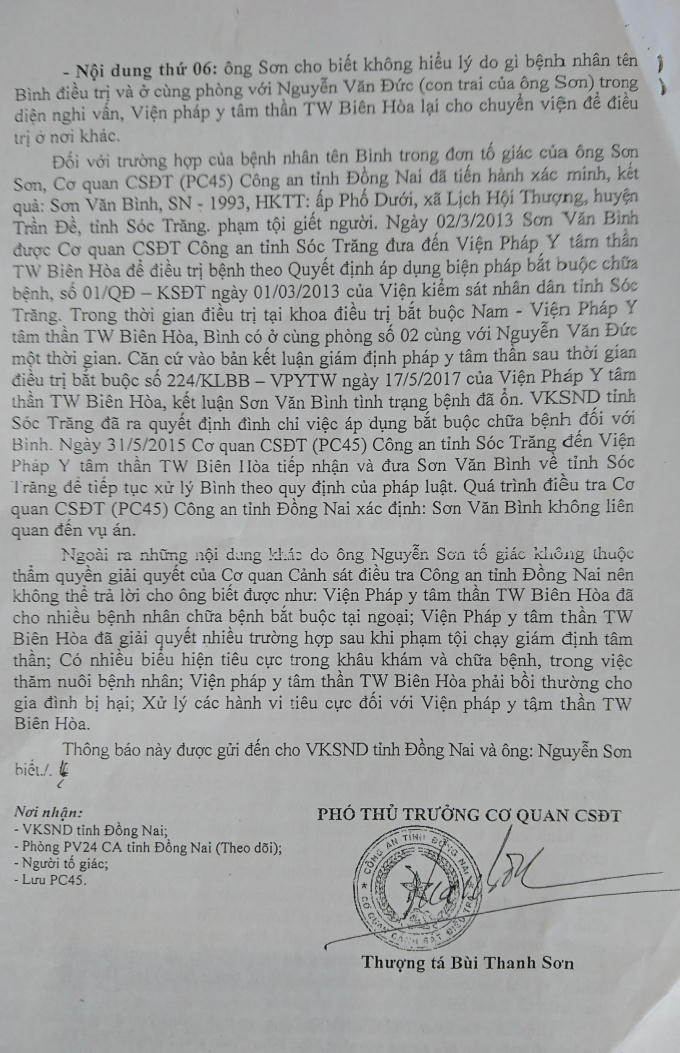 - Nội dung thứ 06: ông Sơn cho biết không hiểu lý do gì bệnh nhân tên
Bình điều trị và ở cùng phòng với Nguyễn Văn Đức (con trai của ông Sơn) trong
diện nghi vấn, Viện pháp y tâm thần TW Biên Hòa lại cho chuyển viện để điều
trị ở nơi khác.
Đối với trường hợp của bệnh nhân tên Bình trong đơn tố giác của ông Sơn
Sơn, Cơ quan CSĐT (PC45) Công an tỉnh Đồng Nai đã tiến hành xác minh, kết
quả: Sơn Văn Bình, SN - 1993, HKTT: ấp Phố Dưới, xã Lịch Hội Thượng, huyện
Trần Đề, tỉnh Sóc Trăng. phạm tội giết người. Ngày 02/3/2013 Sơn Văn Bình
được Cơ quan CSĐT Công an tỉnh Sóc Trăng đưa đến Viện Pháp Y tâm thần
TW Biên Hòa để điều trị bệnh theo Quyết định áp dụng biện pháp bắt buộc chữa
bệnh, số 01/QĐ – KSĐT ngày 01/03/2013 của Viện kiểm sát nhân dân tỉnh Sóc
Trăng. Trong thời gian điều trị tại khoa điều trị bắt buộc Nam - Viện Pháp Y
tâm thần TW Biên Hòa, Bình có ở cùng phòng số 02 cùng với Nguyễn Văn Đức
một thời gian. Căn cứ vào bản kết luận giám định pháp y tâm thần sau thời gian
điều trị bắt buộc số 224/KLBB – VPYTW ngày 17/5/2017 của Viện Pháp Y tâm
thần TW Biên Hòa, kết luận Sơn Văn Bình tình trạng bệnh đã ổn. VKSND tỉnh
Sóc Trăng đã ra quyết định đình chỉ việc áp dụng bắt buộc chữa bệnh đối với
Bình. Ngày 31/5/2015 Cơ quan CSĐT (PC45) Công an tỉnh Sóc Trăng đến Viện
Pháp Y tâm thần TW Biên Hòa tiếp nhận và đưa Sơn Văn Bình về tỉnh Sóc
Trăng để tiếp tục xử lý Bình theo quy định của pháp luật. Quá trình điều tra Cơ
quan CSĐT (PC45) Công an tỉnh Đồng Nai xác định: Sơn Văn Bình không liên
quan đến vụ án.
Ngoài ra những nội dung khác do ông Nguyễn Sơn tố giác không thuộc
thẩm quyền giải quyết của Cơ quan Cảnh sát điều tra Công an tỉnh Đồng Nai nên
không thể trả lời cho ông biết được như: Viện Pháp y tâm thần TW Biên Hòa đã
cho nhiều bệnh nhân chữa bệnh bắt buộc tại ngoại; Viện Pháp y tâm thần TW
Biên Hòa đã giải quyết nhiều trường hợp sau khi phạm tội chạy giám định tâm
thần; Có nhiều biểu hiện tiêu cực trong khâu khám và chữa bệnh, trong việc
thăm nuôi bệnh nhân; Viện pháp y tâm thần TW Biên Hòa phải bồi thường cho
gia đình bị hại; Xử lý các hành vi tiêu cực đối với Viện pháp y tậm thần TW
Biên Hòa.
Thông báo này được gửi đến cho VKSND tỉnh Đồng Nai và ông: Nguyễn Sơn
biết./.
Nơi nhận:
- VKSND tỉnh Đồng Nai;
- Phòng PV24 CA tỉnh Đồng Nai (Theo dõi);
- Người tố giác;
- Lưu PC45.
PHÓ THỦ TRƯỞNG CƠ QUAN CSĐT
CÔNG AN TỈNH ĐỒNG NAI
CƠ QUAN CẢNH SÁT ĐIỀU TRA
Thượng tá Bùi Thanh Sơn